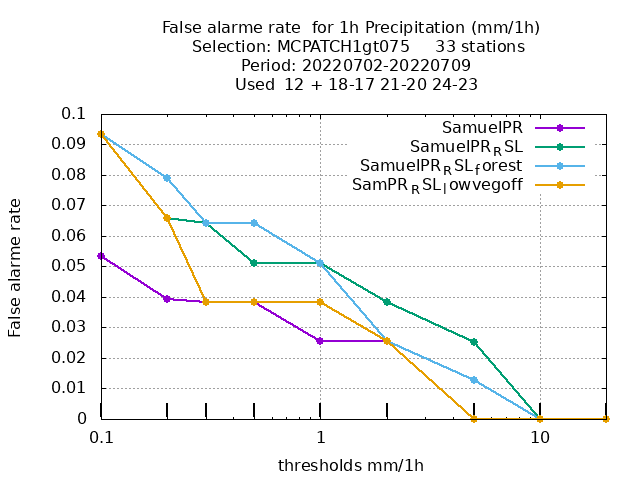 False alarme rate  for 1h Precipitation (mm/1h)
Selection: MCPATCH1gt075     33 stations
Period: 20220702-20220709
Used  12 + 18-17 21-20 24-23
SamuelPR
SamuelPR_RSL
SamuelPR_RSL_forest
SamPR_RSL_lowvegoff
0.1
0.09
0.08
0.07
0.06
0.05
0.04
0.03
0.02
0.01
0
False alarme rate
0.1 1 10
thresholds mm/1h